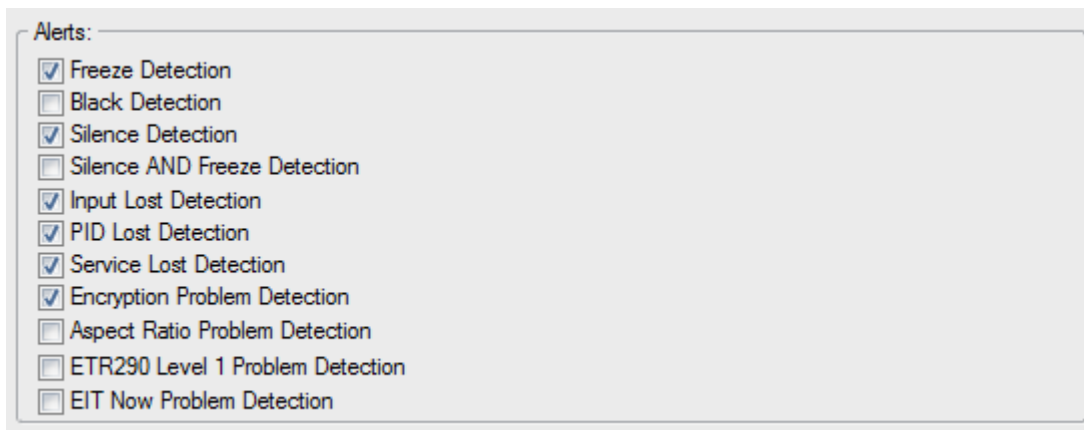 Alerts:
Freeze Detection
Black Detection
Silence Detection
Silence AND Freeze Detection
Input Lost Detection
PID Lost Detection
Service Lost Detection
Encryption Problem Detection
Aspect Ratio Problem Detection
ETR290 Level 1 Problem Detection
EIT Now Problem Detection